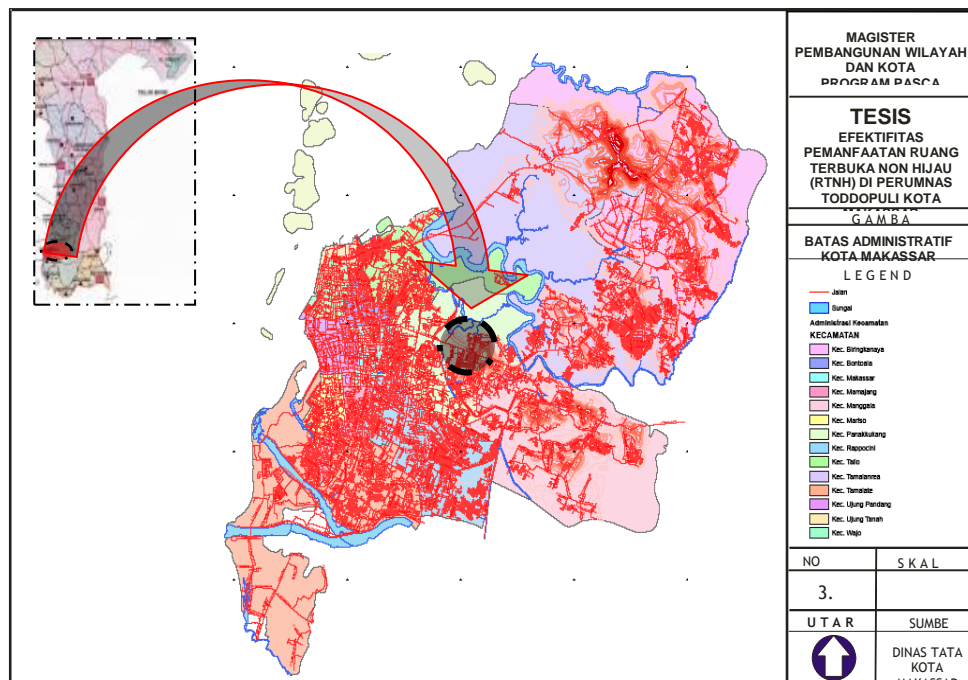 MAGISTER
PEMBANGUNAN WILAYAH
DAN KOTA
PROGRAM PASCA
TESIS
EFEKTIFITAS
PEMANFAATAN RUANG
TERBUKA NON HIJAU
(RTNH) DI PERUMNAS
TODDOPULI KOTA
GAMBA
BATAS ADMINISTRATIF
KOTA MAKASSAR
LEGEND
Jalan
Sungai
Administrasi Kecamatan
KECAMATAN
Kec. Biringkanaya
Kec. Bontoala
Kec. Makassar
Kec. Mamajang
Kec. Manggala
Kec. Mariso
Kec. Panakkukang
Kec. Rappocini
Kec. Tallo
Kec. Tamalanrea
Kec. Tamalate
Kec. Ujung Pandang
Kec. Ujung Tanah
Kec. Wajo
NO
SKAL
3.
UTAR
SUMBE
DINAS TATA
KOTA
MAKASSAR